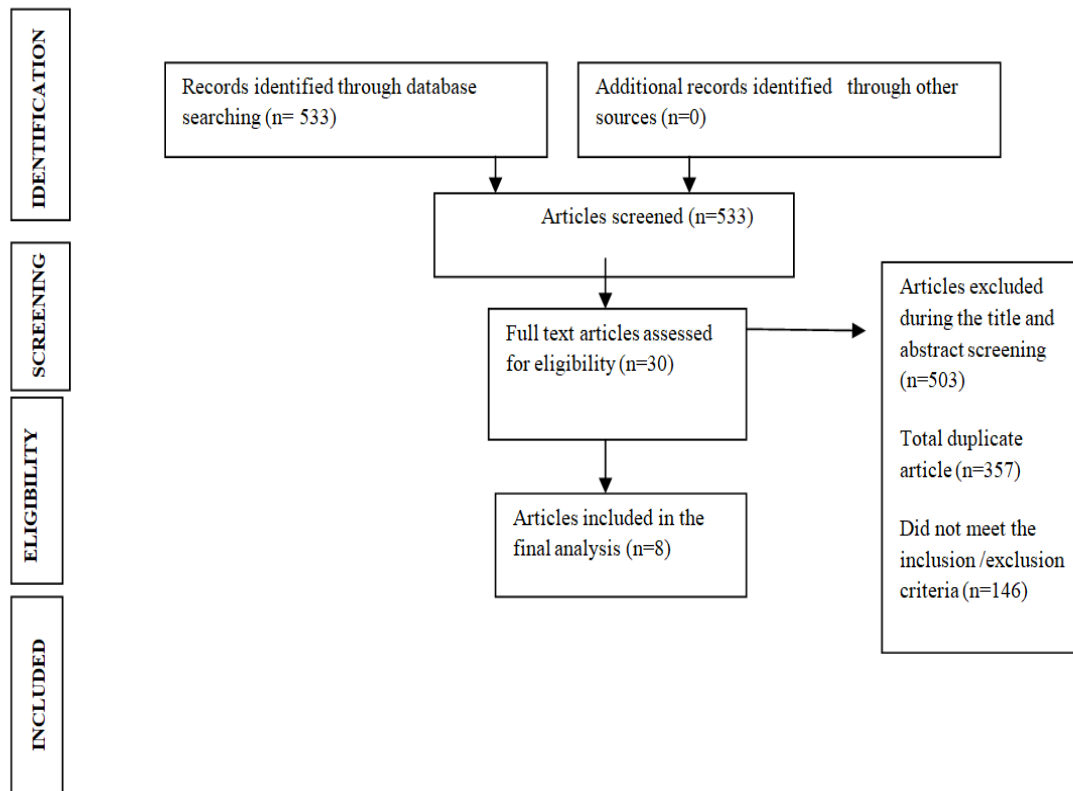 IDENTIFICATION
Records identified through database
searching (n= 533)
Additional records identified through other
sources (n=0)
Articles screened (n=533)
SCREENING
Full text articles assessed
for eligibility (n=30)
Articles excluded
during the title and
abstract screening
(n=503)
Total duplicate
article (n=357)
Did not meet the
inclusion /exclusion
criteria (n=146)
ELIGIBILITY
Articles included in the
final analysis (n=8)
INCLUDED